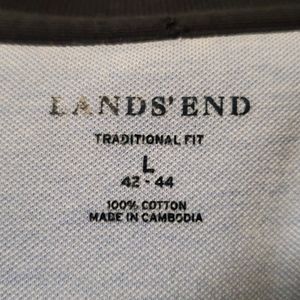 LANDS' END
TRADITIONAL FIT
L
42 - 44
100% COTTON
MADE IN CAMBODIA